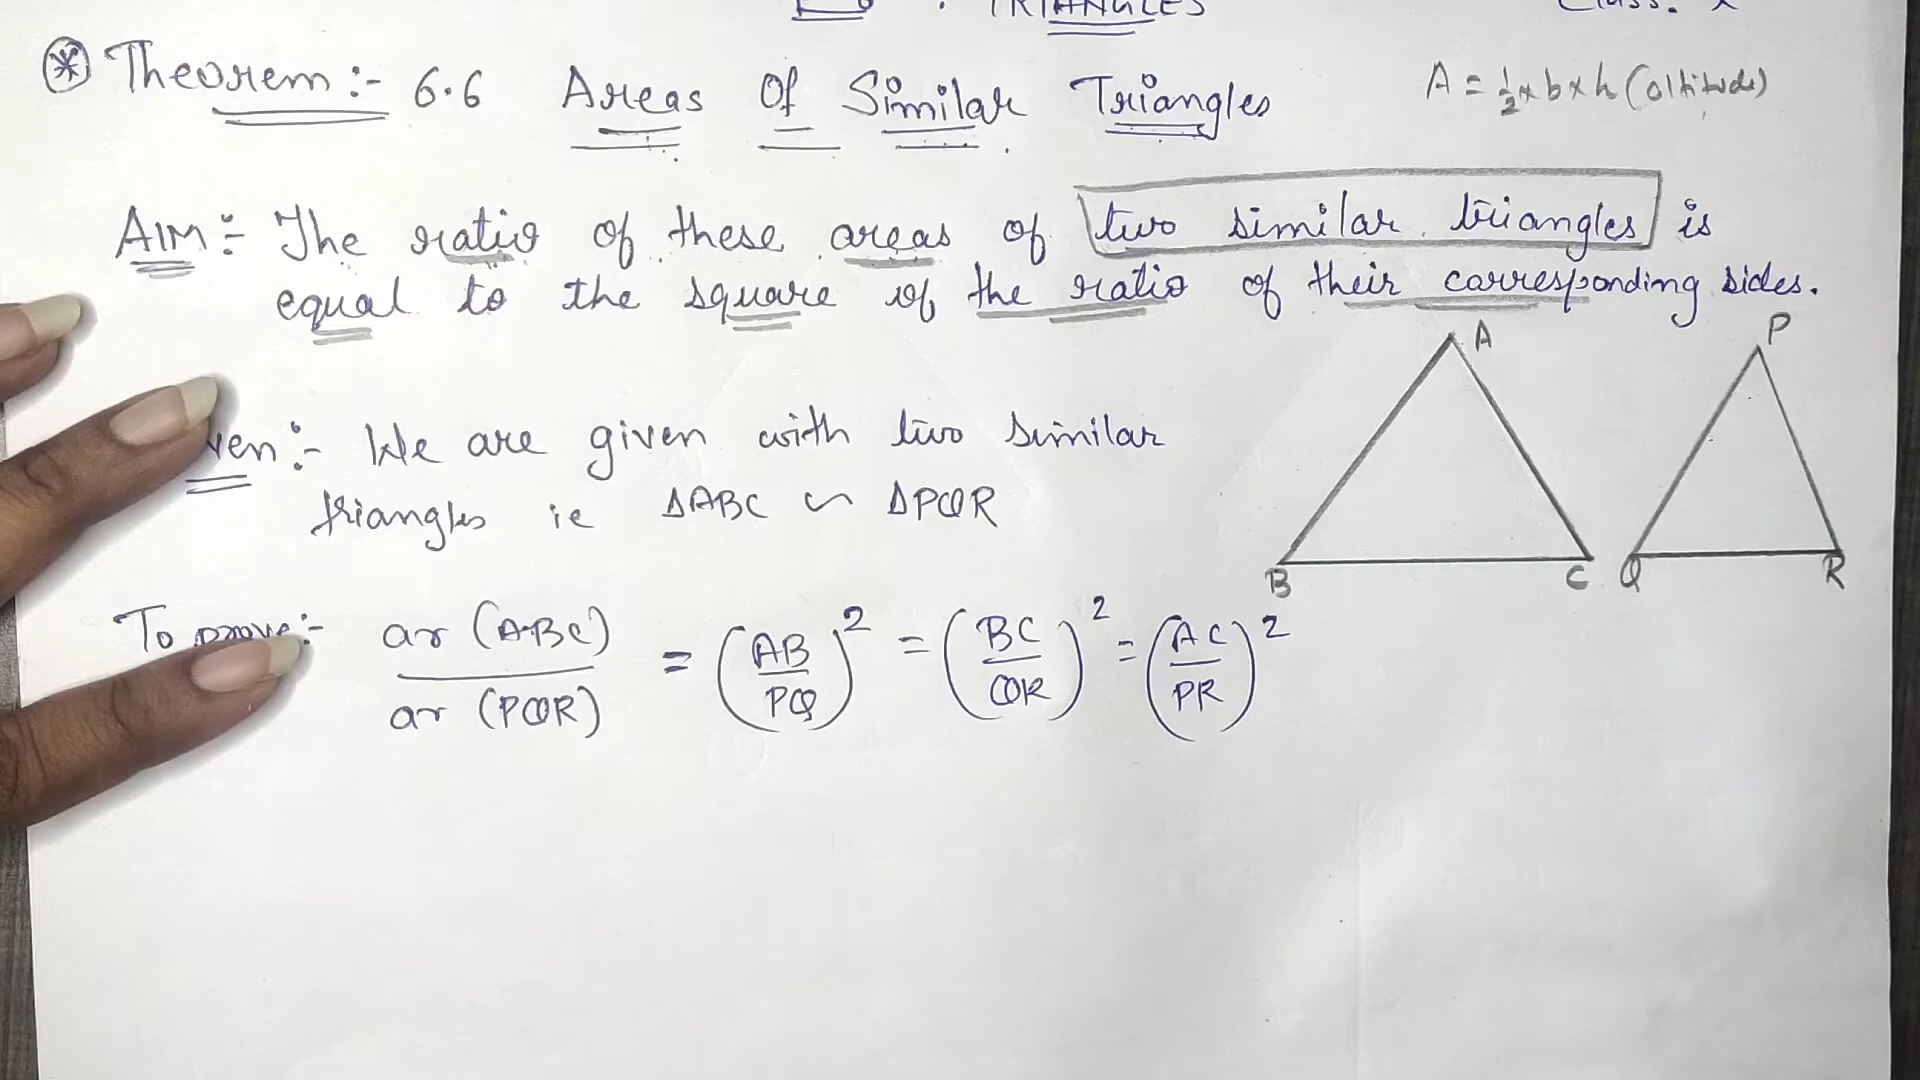 TRIANGLES
Class. X
Theorem :- 6.6 Areas Of Similar Triangles
A = 1/2 x b x h (altitude)
AIM :- The ratio of these areas of two similar triangles is
equal to the square of the ratio of their corresponding sides.
A P
ven :- We are given with two similar
triangles ie ΔABC ∽ ΔPQR
B C Q R
To prove :- ar (ABC) / ar (PQR) = (AB/PQ)² = (BC/QR)² = (AC/PR)²